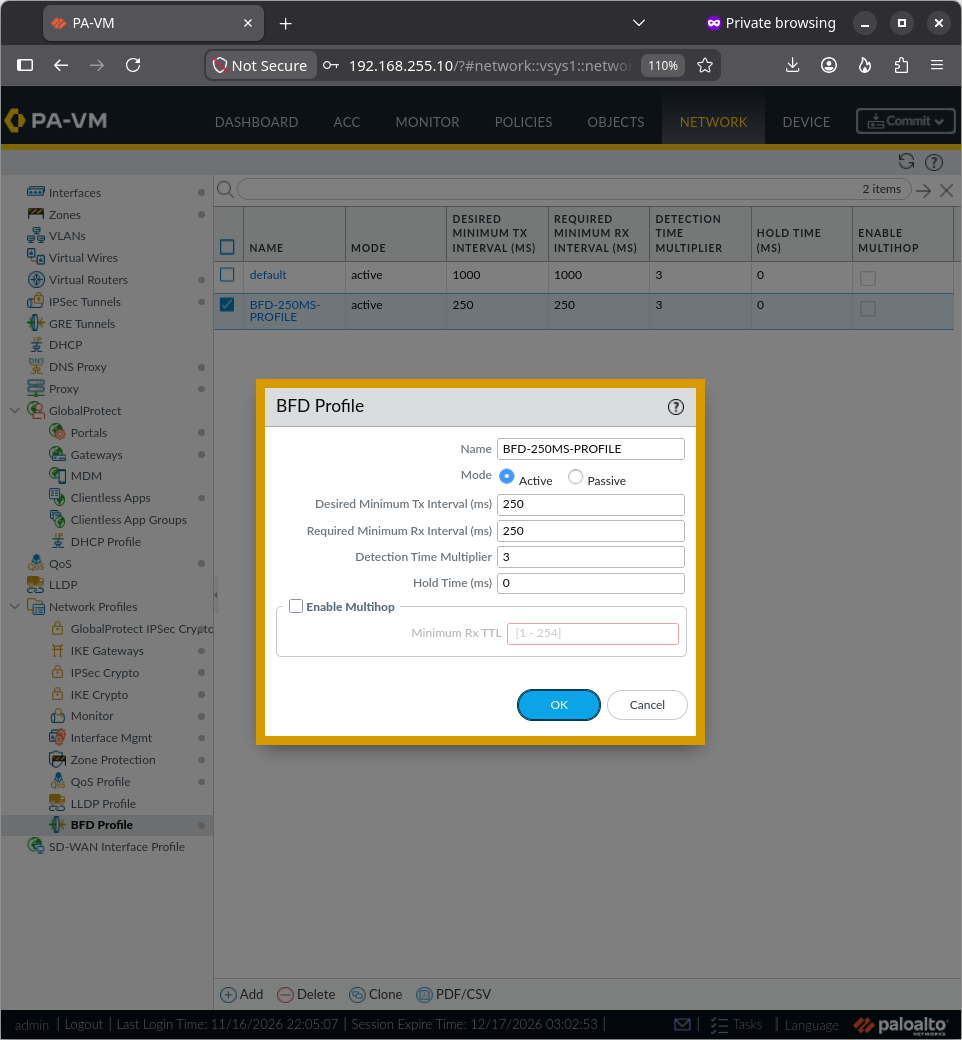 PA-VM
Private browsing
Not Secure
192.168.255.10/?#network::vsys1::netwo
110%
PA-VM
DASHBOARD
ACC
MONITOR
POLICIES
OBJECTS
NETWORK
DEVICE
Commit
2 items
Interfaces
Zones
VLANs
Virtual Wires
Virtual Routers
IPSec Tunnels
GRE Tunnels
DHCP
DNS Proxy
Proxy
GlobalProtect
Portals
Gateways
MDM
Clientless Apps
Clientless App Groups
DHCP Profile
QoS
LLDP
Network Profiles
GlobalProtect IPSec Crypto
IKE Gateways
IPSec Crypto
IKE Crypto
Monitor
Interface Mgmt
Zone Protection
QoS Profile
LLDP Profile
BFD Profile
SD-WAN Interface Profile
NAME
MODE
DESIRED
MINIMUM TX
INTERVAL (MS)
REQUIRED
MINIMUM RX
INTERVAL (MS)
DETECTION
TIME
MULTIPLIER
HOLD TIME
(MS)
ENABLE
MULTIHOP
default active 1000 1000 3 0
BFD-250MS- active 250 250 3 0
PROFILE
BFD Profile
Name BFD-250MS-PROFILE
Mode Active Passive
Desired Minimum Tx Interval (ms) 250
Required Minimum Rx Interval (ms) 250
Detection Time Multiplier 3
Hold Time (ms) 0
Enable Multihop
Minimum Rx TTL [1 - 254]
OK Cancel
Add Delete Clone PDF/CSV
admin | Logout | Last Login Time: 11/16/2026 22:05:07 | Session Expire Time: 12/17/2026 03:02:53 |
| Tasks | Language
paloalto
NETWORKS